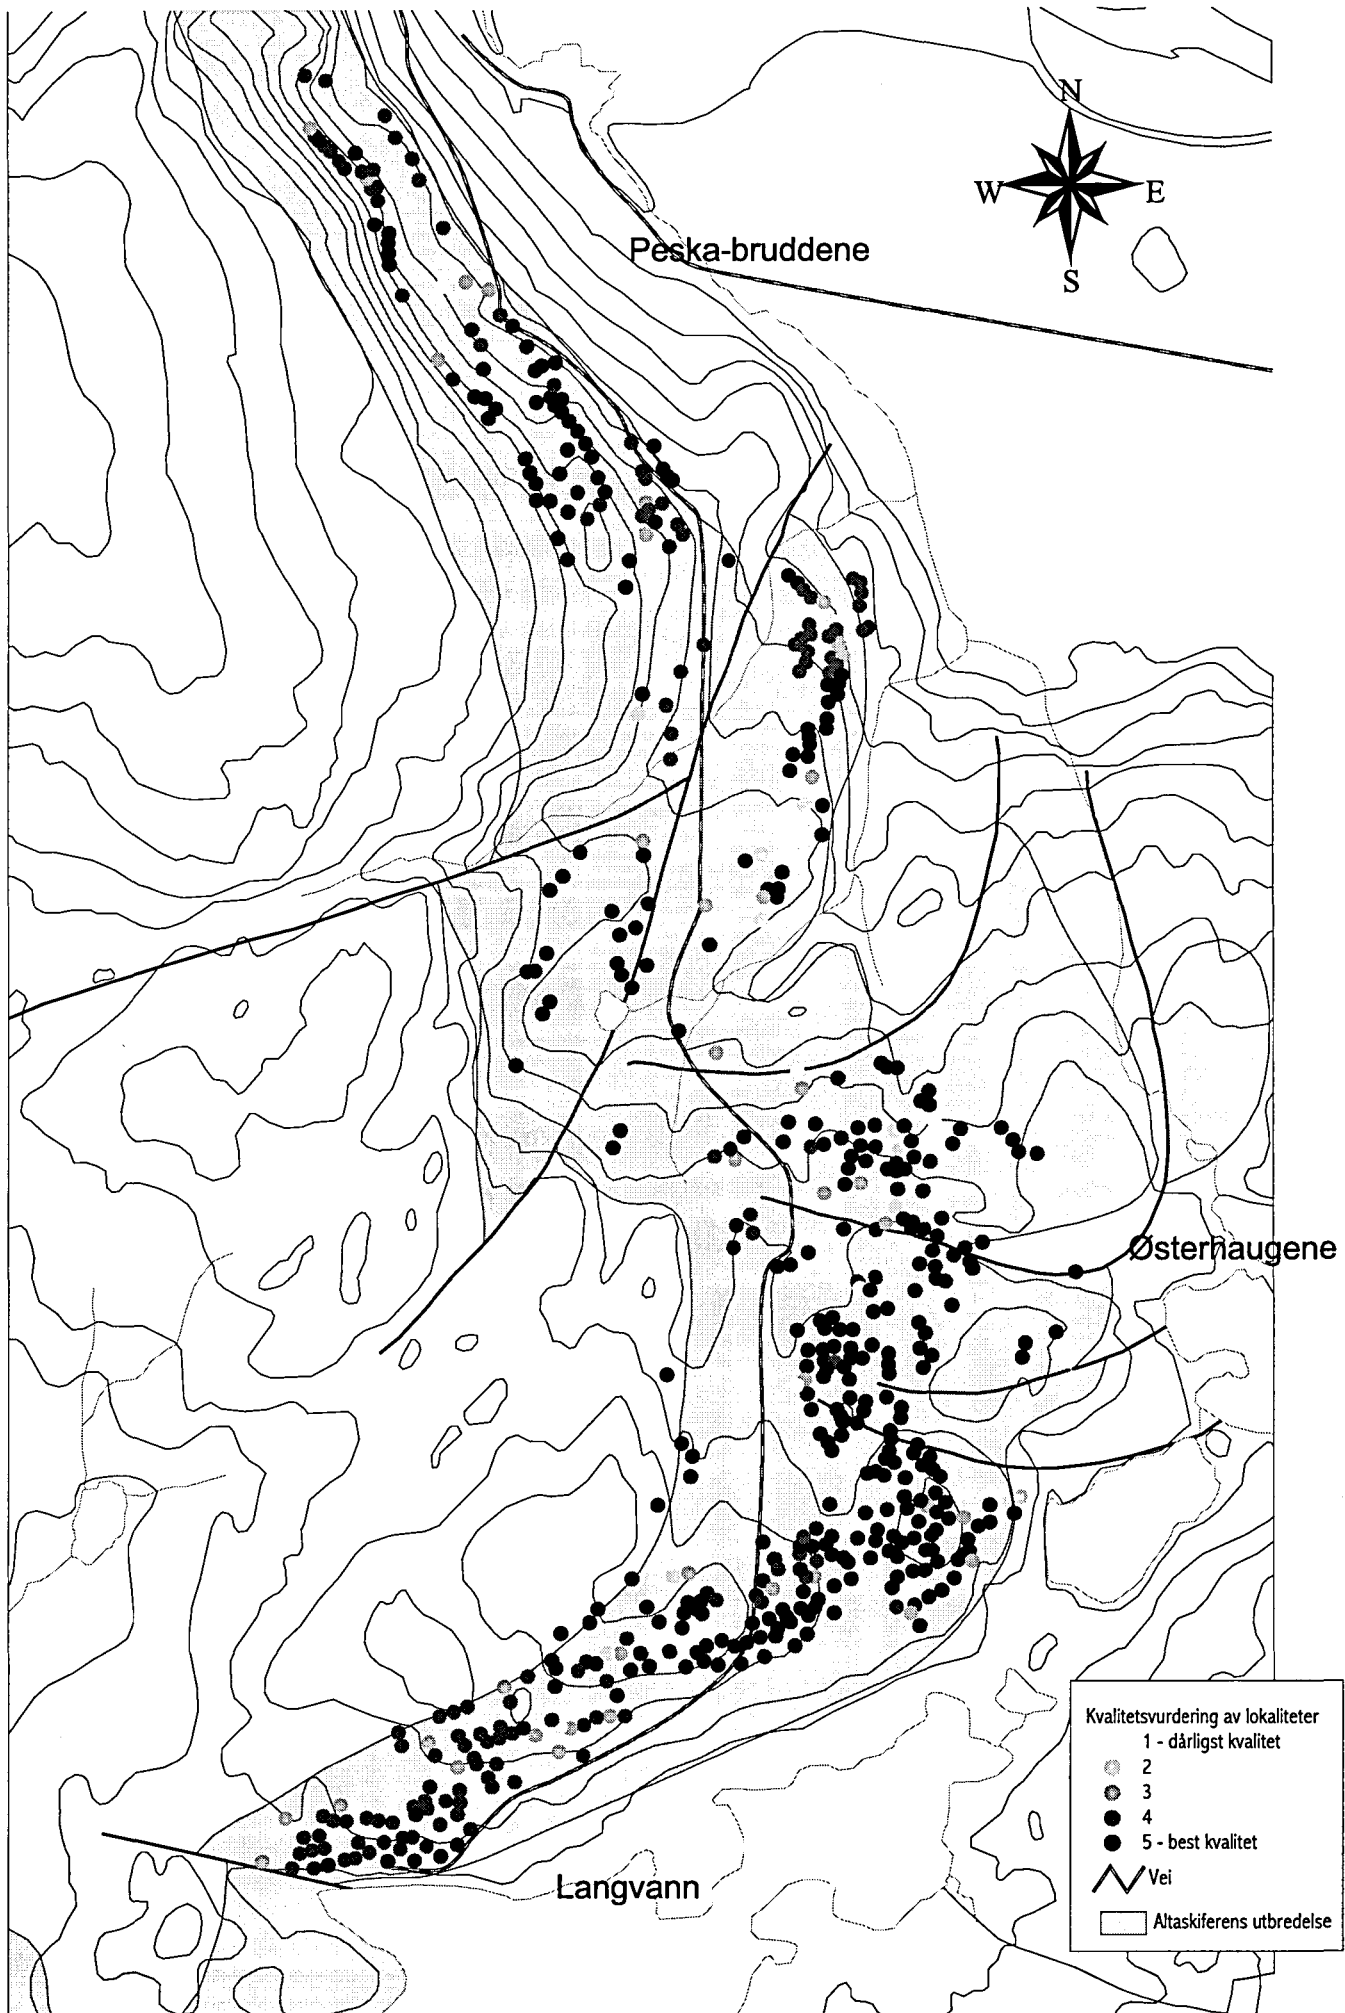 N
W E
S
Peska-bruddene
Østerhaugene
Langvann
Kvalitetsvurdering av lokaliteter
1 - dårligst kvalitet
2
3
4
5 - best kvalitet
Vei
Altaskiferens utbredelse